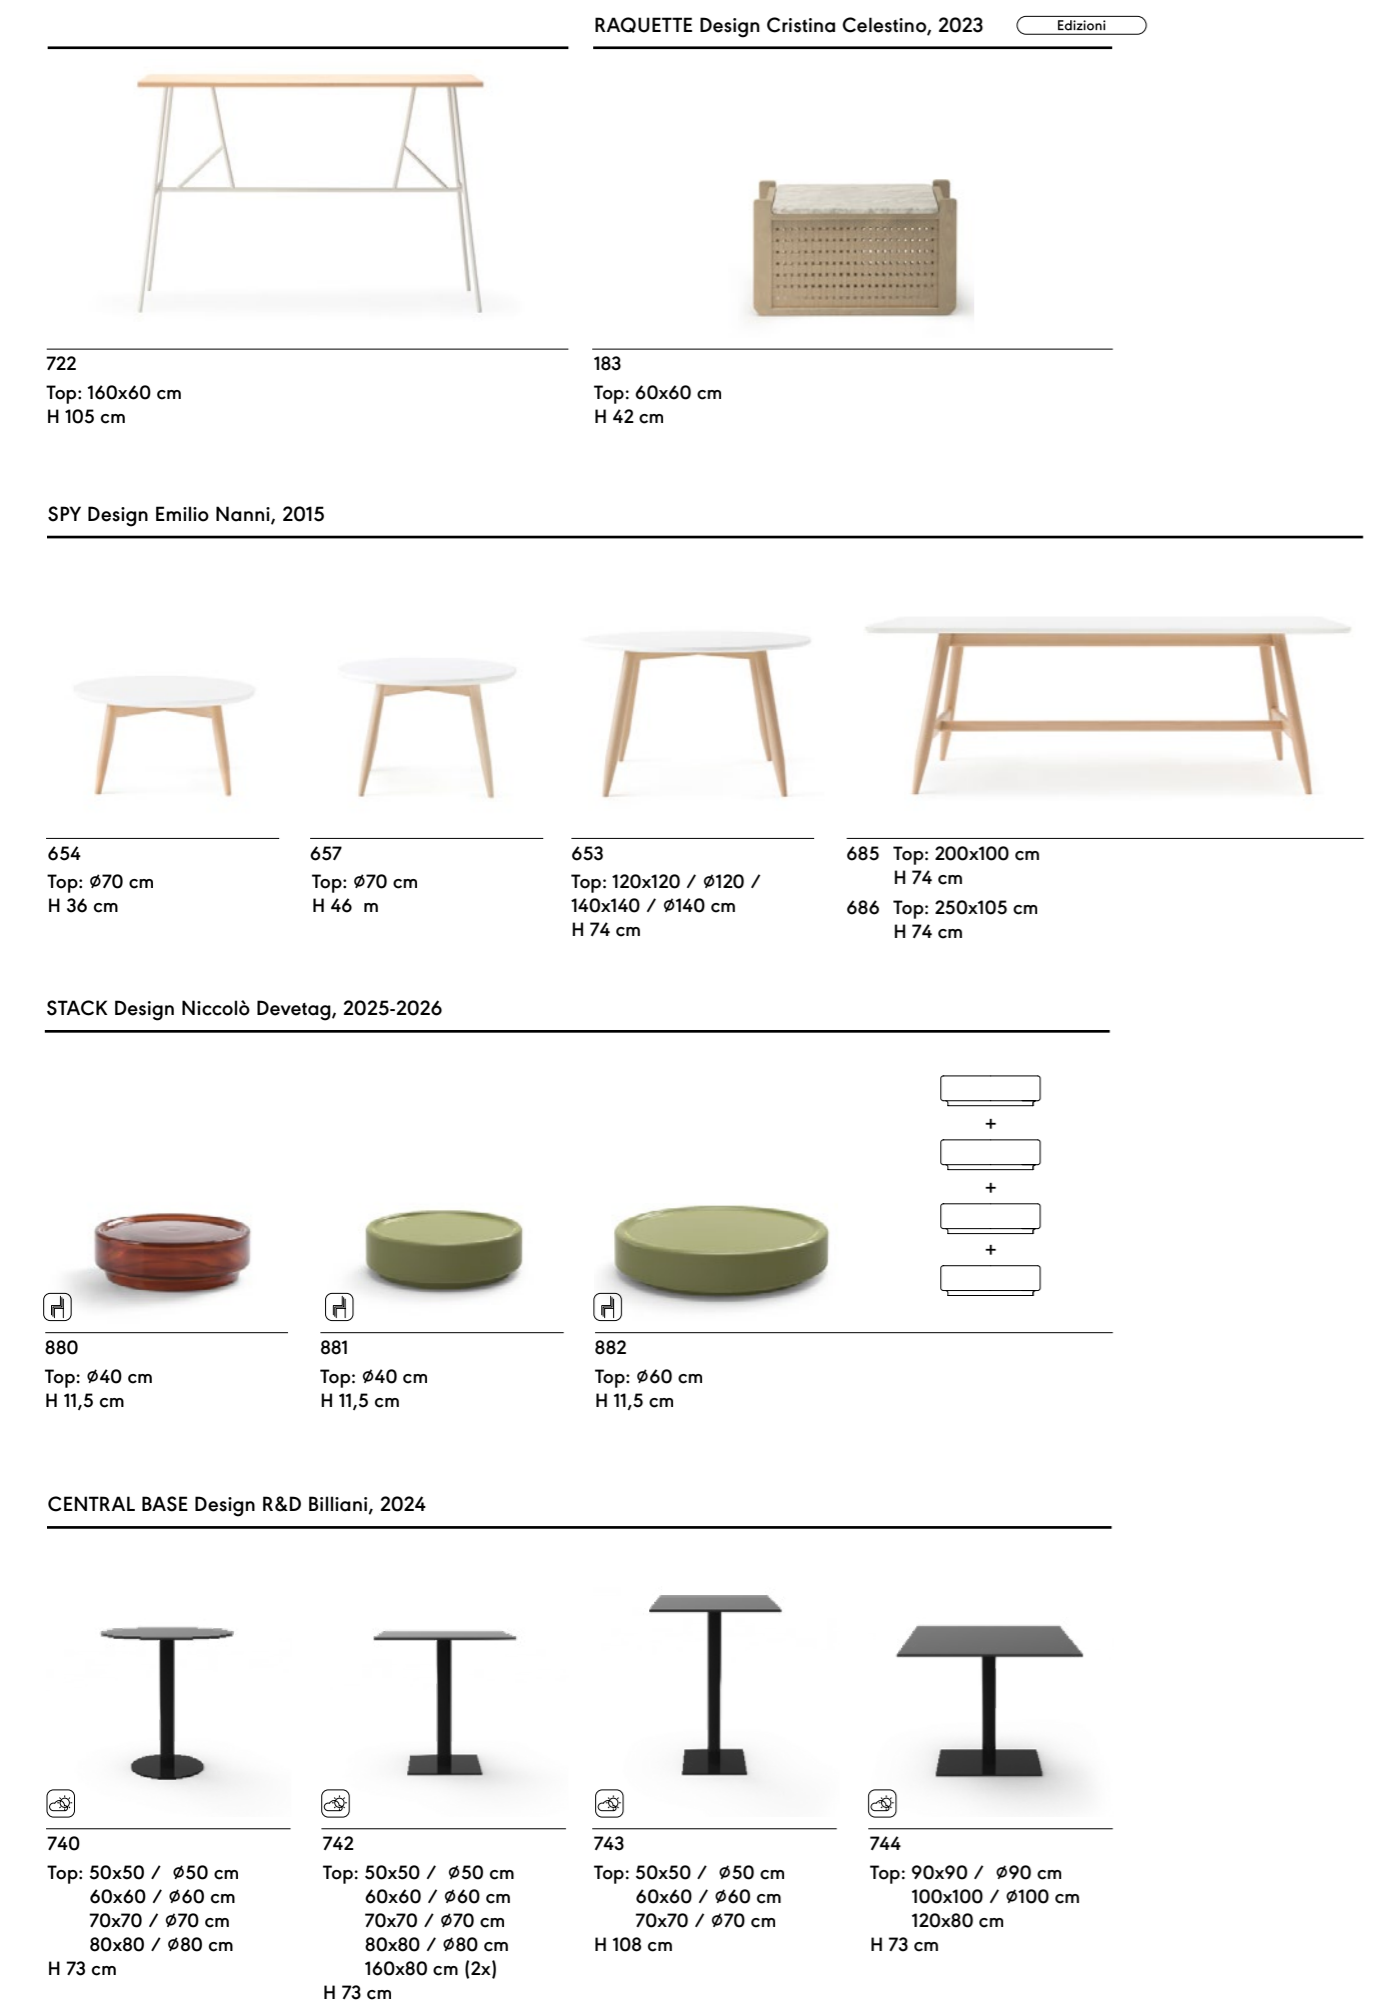 RAQUETTE Design Cristina Celestino, 2023
Edizioni
722
Top: 160x60 cm
H 105 cm
183
Top: 60x60 cm
H 42 cm
SPY Design Emilio Nanni, 2015
654
Top: Ø70 cm
H 36 cm
657
Top: Ø70 cm
H 46  m
653
Top: 120x120 / Ø120 /
140x140 / Ø140 cm
H 74 cm
685 Top: 200x100 cm
H 74 cm
686 Top: 250x105 cm
H 74 cm
STACK Design Niccolò Devetag, 2025-2026
+
+
+
880
Top: Ø40 cm
H 11,5 cm
881
Top: Ø40 cm
H 11,5 cm
882
Top: Ø60 cm
H 11,5 cm
CENTRAL BASE Design R&D Billiani, 2024
740
Top: 50x50 / Ø50 cm
60x60 / Ø60 cm
70x70 / Ø70 cm
80x80 / Ø80 cm
H 73 cm
742
Top: 50x50 / Ø50 cm
60x60 / Ø60 cm
70x70 / Ø70 cm
80x80 / Ø80 cm
160x80 cm (2x)
H 73 cm
743
Top: 50x50 / Ø50 cm
60x60 / Ø60 cm
70x70 / Ø70 cm
H 108 cm
744
Top: 90x90 / Ø90 cm
100x100 / Ø100 cm
120x80 cm
H 73 cm